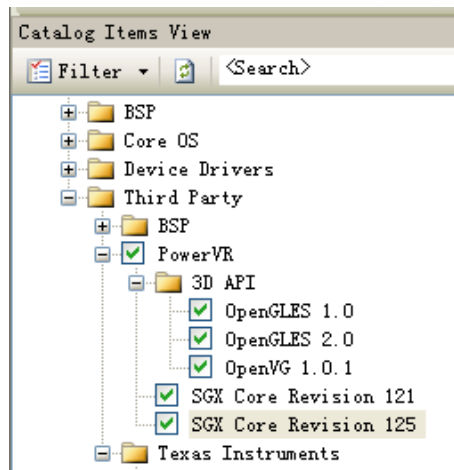 Catalog Items View
Filter <Search>
BSP
Core OS
Device Drivers
Third Party
BSP
PowerVR
3D API
OpenGLES 1.0
OpenGLES 2.0
OpenVG 1.0.1
SGX Core Revision 121
SGX Core Revision 125
Texas Instruments